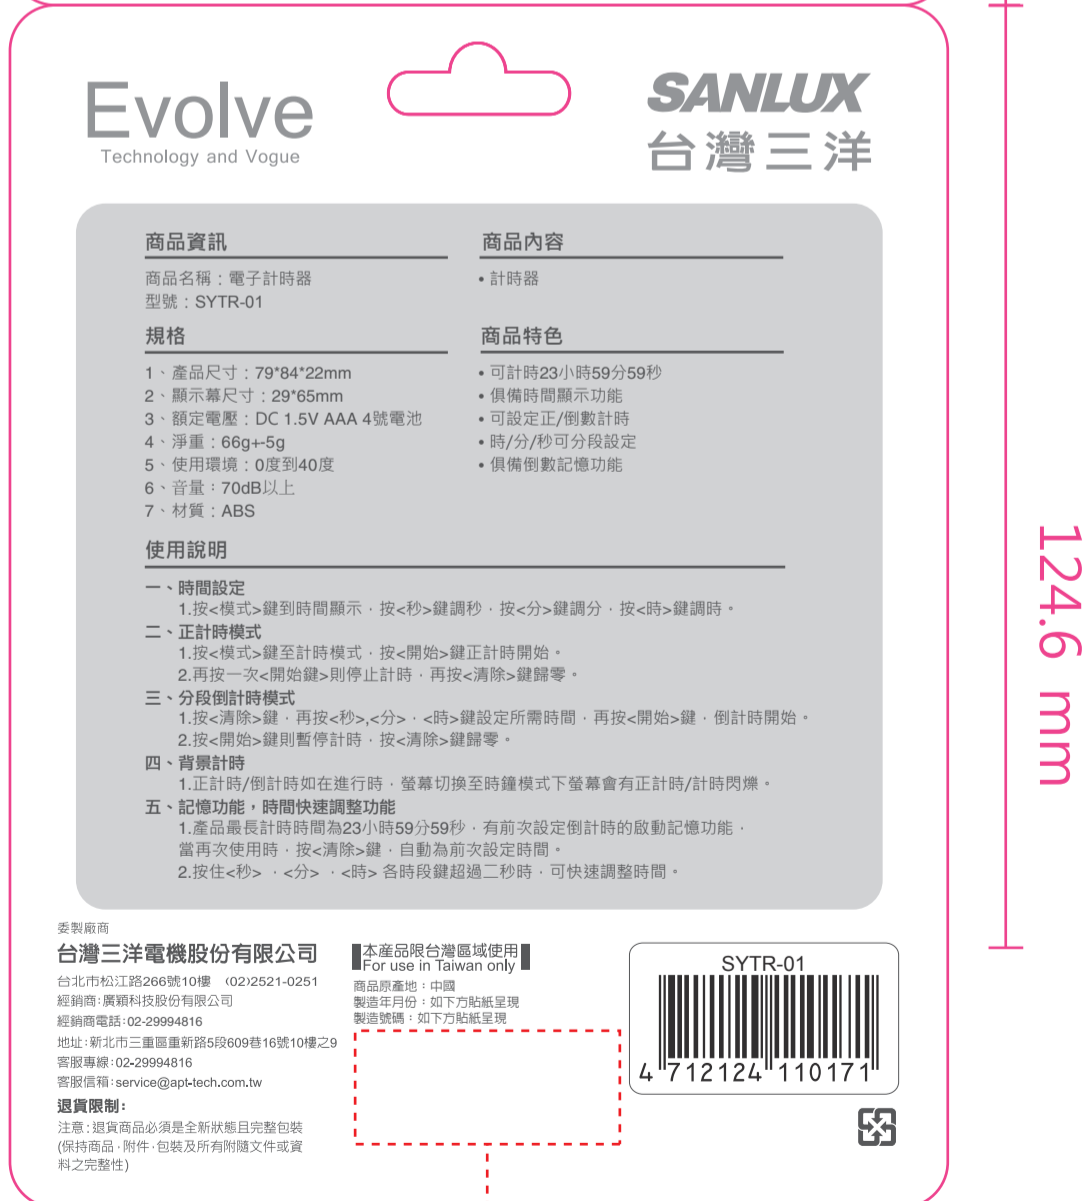 Evolve
Technology and Vogue
SANLUX
台灣三洋
商品資訊
商品名稱：電子計時器
型號：SYTR-01
商品內容
• 計時器
規格
1、產品尺寸：79*84*22mm
2、顯示幕尺寸：29*65mm
3、額定電壓：DC 1.5V AAA 4號電池
4、淨重：66g+-5g
5、使用環境：0度到40度
6、音量：70dB以上
7、材質：ABS
商品特色
• 可計時23小時59分59秒
• 俱備時間顯示功能
• 可設定正/倒數計時
• 時/分/秒可分段設定
• 俱備倒數記憶功能
使用說明
一、時間設定
1.按<模式>鍵到時間顯示，按<秒>鍵調秒，按<分>鍵調分，按<時>鍵調時。
二、正計時模式
1.按<模式>鍵至計時模式，按<開始>鍵正計時開始。
2.再按一次<開始鍵>則停止計時，再按<清除>鍵歸零。
三、分段倒計時模式
1.按<清除>鍵，再按<秒>,<分>，<時>鍵設定所需時間，再按<開始>鍵，倒計時開始。
2.按<開始>鍵則暫停計時，按<清除>鍵歸零。
四、背景計時
1.正計時/倒計時如在進行時，螢幕切換至時鐘模式下螢幕會有正計時/計時閃爍。
五、記憶功能，時間快速調整功能
1.產品最長計時時間為23小時59分59秒，有前次設定倒計時的啟動記憶功能，
當再次使用時，按<清除>鍵，自動為前次設定時間。
2.按住<秒>，<分>，<時>各時段鍵超過二秒時，可快速調整時間。
委製廠商
台灣三洋電機股份有限公司
台北市松江路266號10樓 (02)2521-0251
經銷商:廣穎科技股份有限公司
經銷商電話:02-29994816
地址:新北市三重區重新路5段609巷16號10樓之9
客服專線:02-29994816
客服信箱:service@apt-tech.com.tw
退貨限制:
注意:退貨商品必須是全新狀態且完整包裝
(保持商品,附件,包裝及所有附隨文件或資
料之完整性)
本產品限台灣區域使用
For use in Taiwan only
商品原產地：中國
製造年月份：如下方貼紙呈現
製造號碼：如下方貼紙呈現
SYTR-01
4 712124 110171
124.6 mm